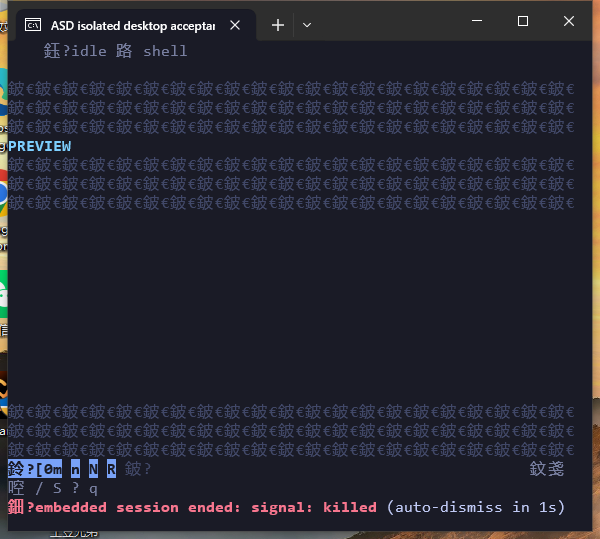 ASD isolated desktop acceptar
鈺?idle 路 shell
鈹€鈹€鈹€鈹€鈹€鈹€鈹€鈹€鈹€鈹€鈹€鈹€鈹€鈹€鈹€鈹€鈹€鈹€鈹€鈹€鈹€
鈹€鈹€鈹€鈹€鈹€鈹€鈹€鈹€鈹€鈹€鈹€鈹€鈹€鈹€鈹€鈹€鈹€鈹€鈹€鈹€鈹€
鈹€鈹€鈹€鈹€鈹€鈹€鈹€鈹€鈹€鈹€鈹€鈹€鈹€鈹€鈹€鈹€鈹€鈹€鈹€鈹€鈹€
PREVIEW
鈹€鈹€鈹€鈹€鈹€鈹€鈹€鈹€鈹€鈹€鈹€鈹€鈹€鈹€鈹€鈹€鈹€鈹€鈹€鈹€鈹€
鈹€鈹€鈹€鈹€鈹€鈹€鈹€鈹€鈹€鈹€鈹€鈹€鈹€鈹€鈹€鈹€鈹€鈹€鈹€鈹€鈹€
鈹€鈹€鈹€鈹€鈹€鈹€鈹€鈹€鈹€鈹€鈹€鈹€鈹€鈹€鈹€鈹€鈹€鈹€鈹€鈹€鈹€
鈹€鈹€鈹€鈹€鈹€鈹€鈹€鈹€鈹€鈹€鈹€鈹€鈹€鈹€鈹€鈹€鈹€鈹€鈹€鈹€鈹€
鈹€鈹€鈹€鈹€鈹€鈹€鈹€鈹€鈹€鈹€鈹€鈹€鈹€鈹€鈹€鈹€鈹€鈹€鈹€鈹€鈹€
鈹€鈹€鈹€鈹€鈹€鈹€鈹€鈹€鈹€鈹€鈹€鈹€鈹€鈹€鈹€鈹€鈹€鈹€鈹€鈹€鈹€
?[0m n N R 鈹? 鈫戔
啌 / S ? q
?embedded session ended: signal: killed (auto-dismiss in 1s)